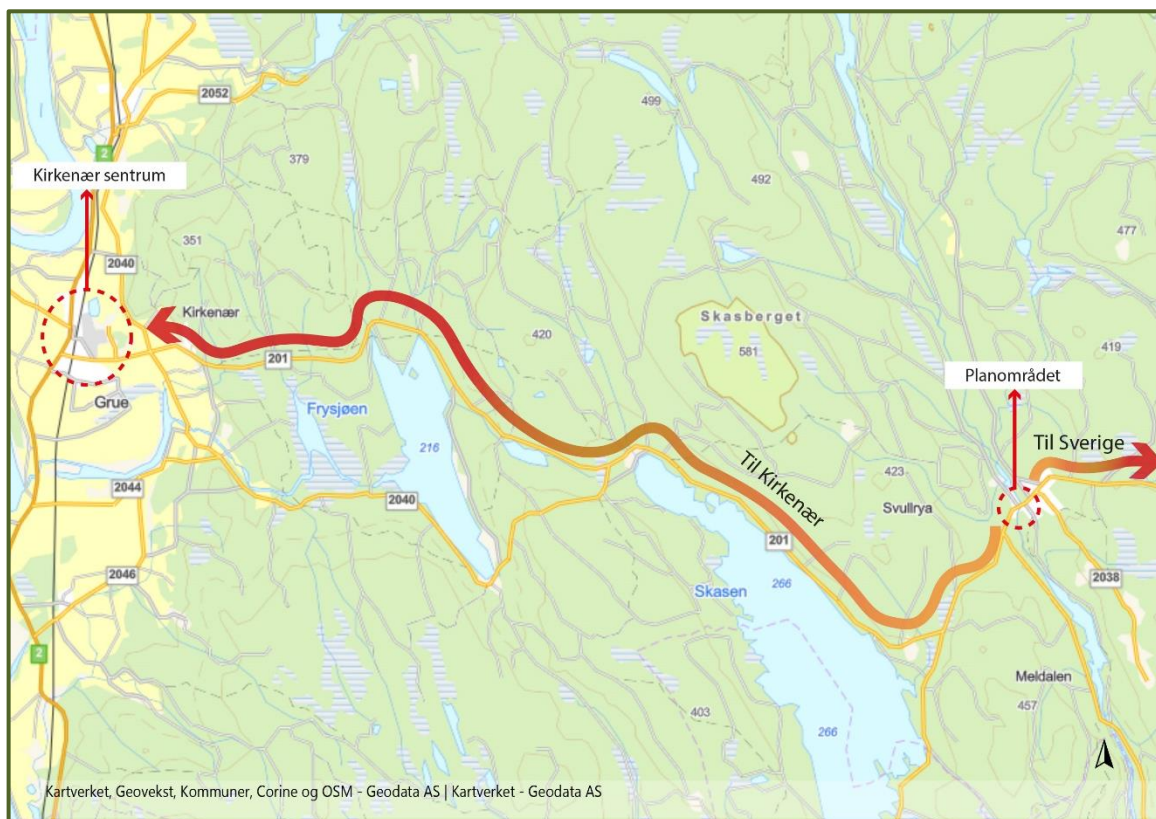 2052
499
2
379
492
Kirkenær sentrum
477
351
2040
Kirkenær
Skasberget
420
581
419
201
Planområdet
Grue
Frysjøen
Til Sverige
216
423
Til Kirkenær
Svullrya
2044
2040
201
2046
266
2038
Skasen
2
Meldalen
403
457
266
Kartverket, Geovekst, Kommuner, Corine og OSM - Geodata AS | Kartverket - Geodata AS